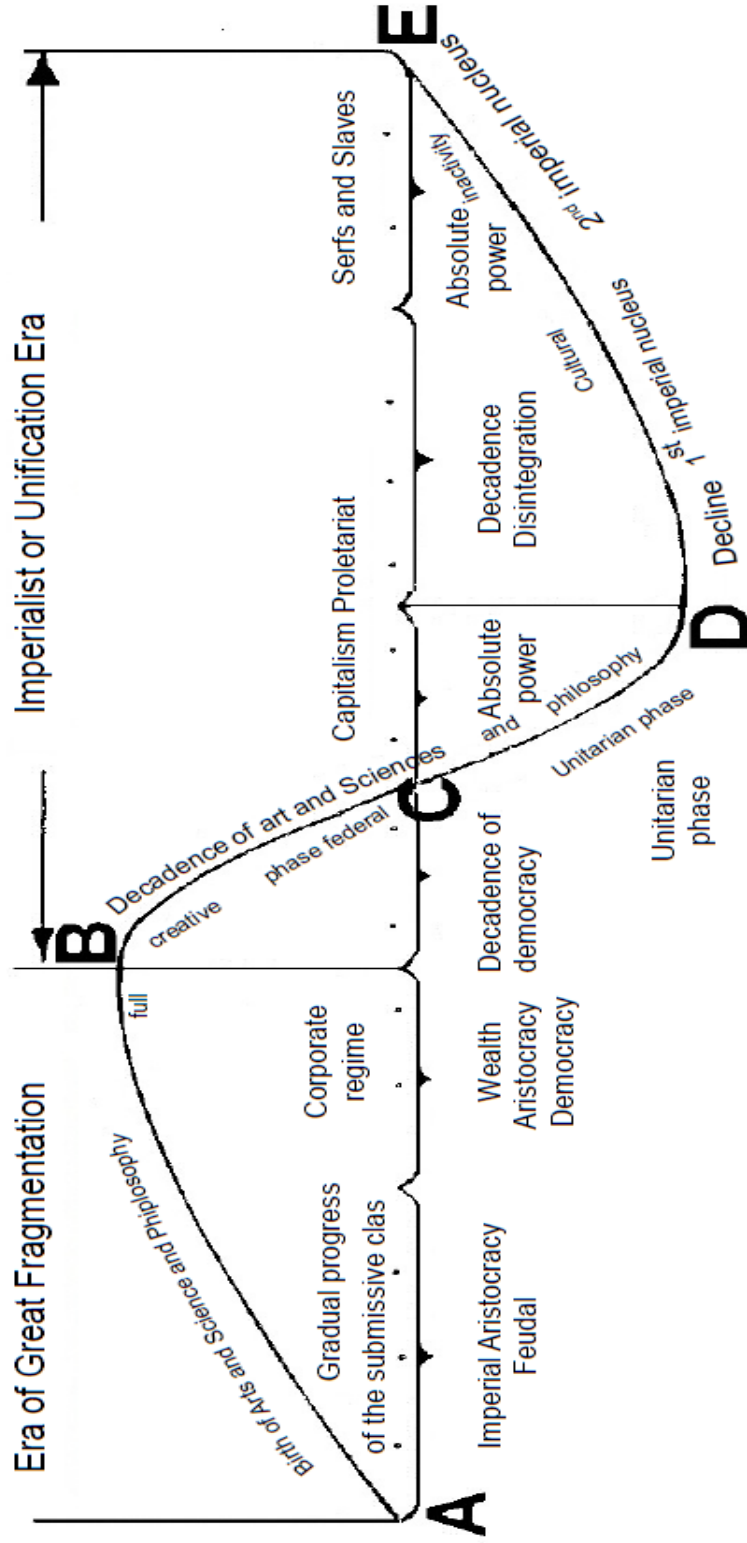 Era of Great Fragmentation
Imperialist or Unification Era
Birth of Arts and Science and Phiplosophy
full
B
Decadence of art and Sciences
and
philosophy
creative
phase federal
Gradual progress
of the submissive clas
Corporate
regime
Capitalism Proletariat
Serfs and Slaves
A
C
E
Imperial Aristocracy
Feudal
Wealth
Aristocracy
Democracy
Decadence of
democracy
Absolute
power
Decadence
Disintegration
Absolute
power
Cultural
inactivity
Unitarian phase
Unitarian
phase
D
Decline
1st imperial nucleus
2nd imperial nucleus